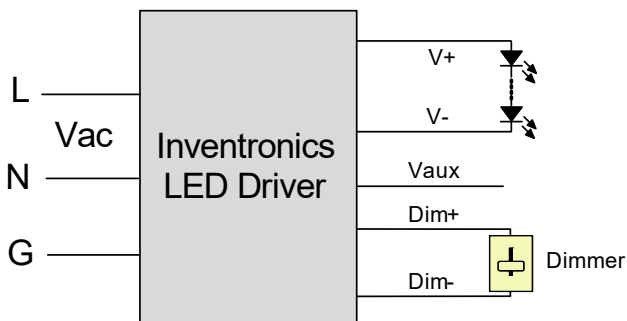 L
Vac
N
G
Inventronics
LED Driver
V+
V-
Vaux
Dim+
Dim-
Dimmer